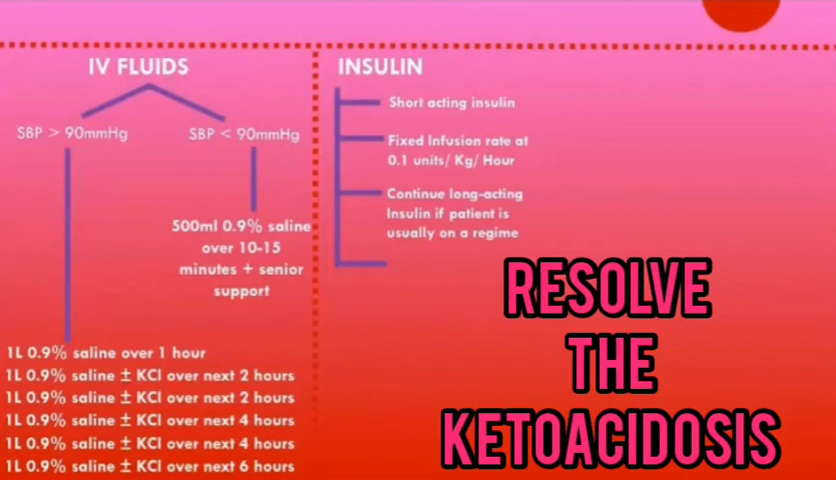 IV FLUIDS
SBP > 90mmHg
SBP < 90mmHg
500ml 0.9% saline
over 10-15
minutes + senior
support
1L 0.9% saline over 1 hour
1L 0.9% saline ± KCl over next 2 hours
1L 0.9% saline ± KCl over next 2 hours
1L 0.9% saline ± KCl over next 4 hours
1L 0.9% saline ± KCl over next 4 hours
1L 0.9% saline ± KCl over next 6 hours
INSULIN
Short acting insulin
Fixed Infusion rate at
0.1 units/ Kg/ Hour
Continue long-acting
Insulin if patient is
usually on a regime
RESOLVE
THE
KETOACIDOSIS